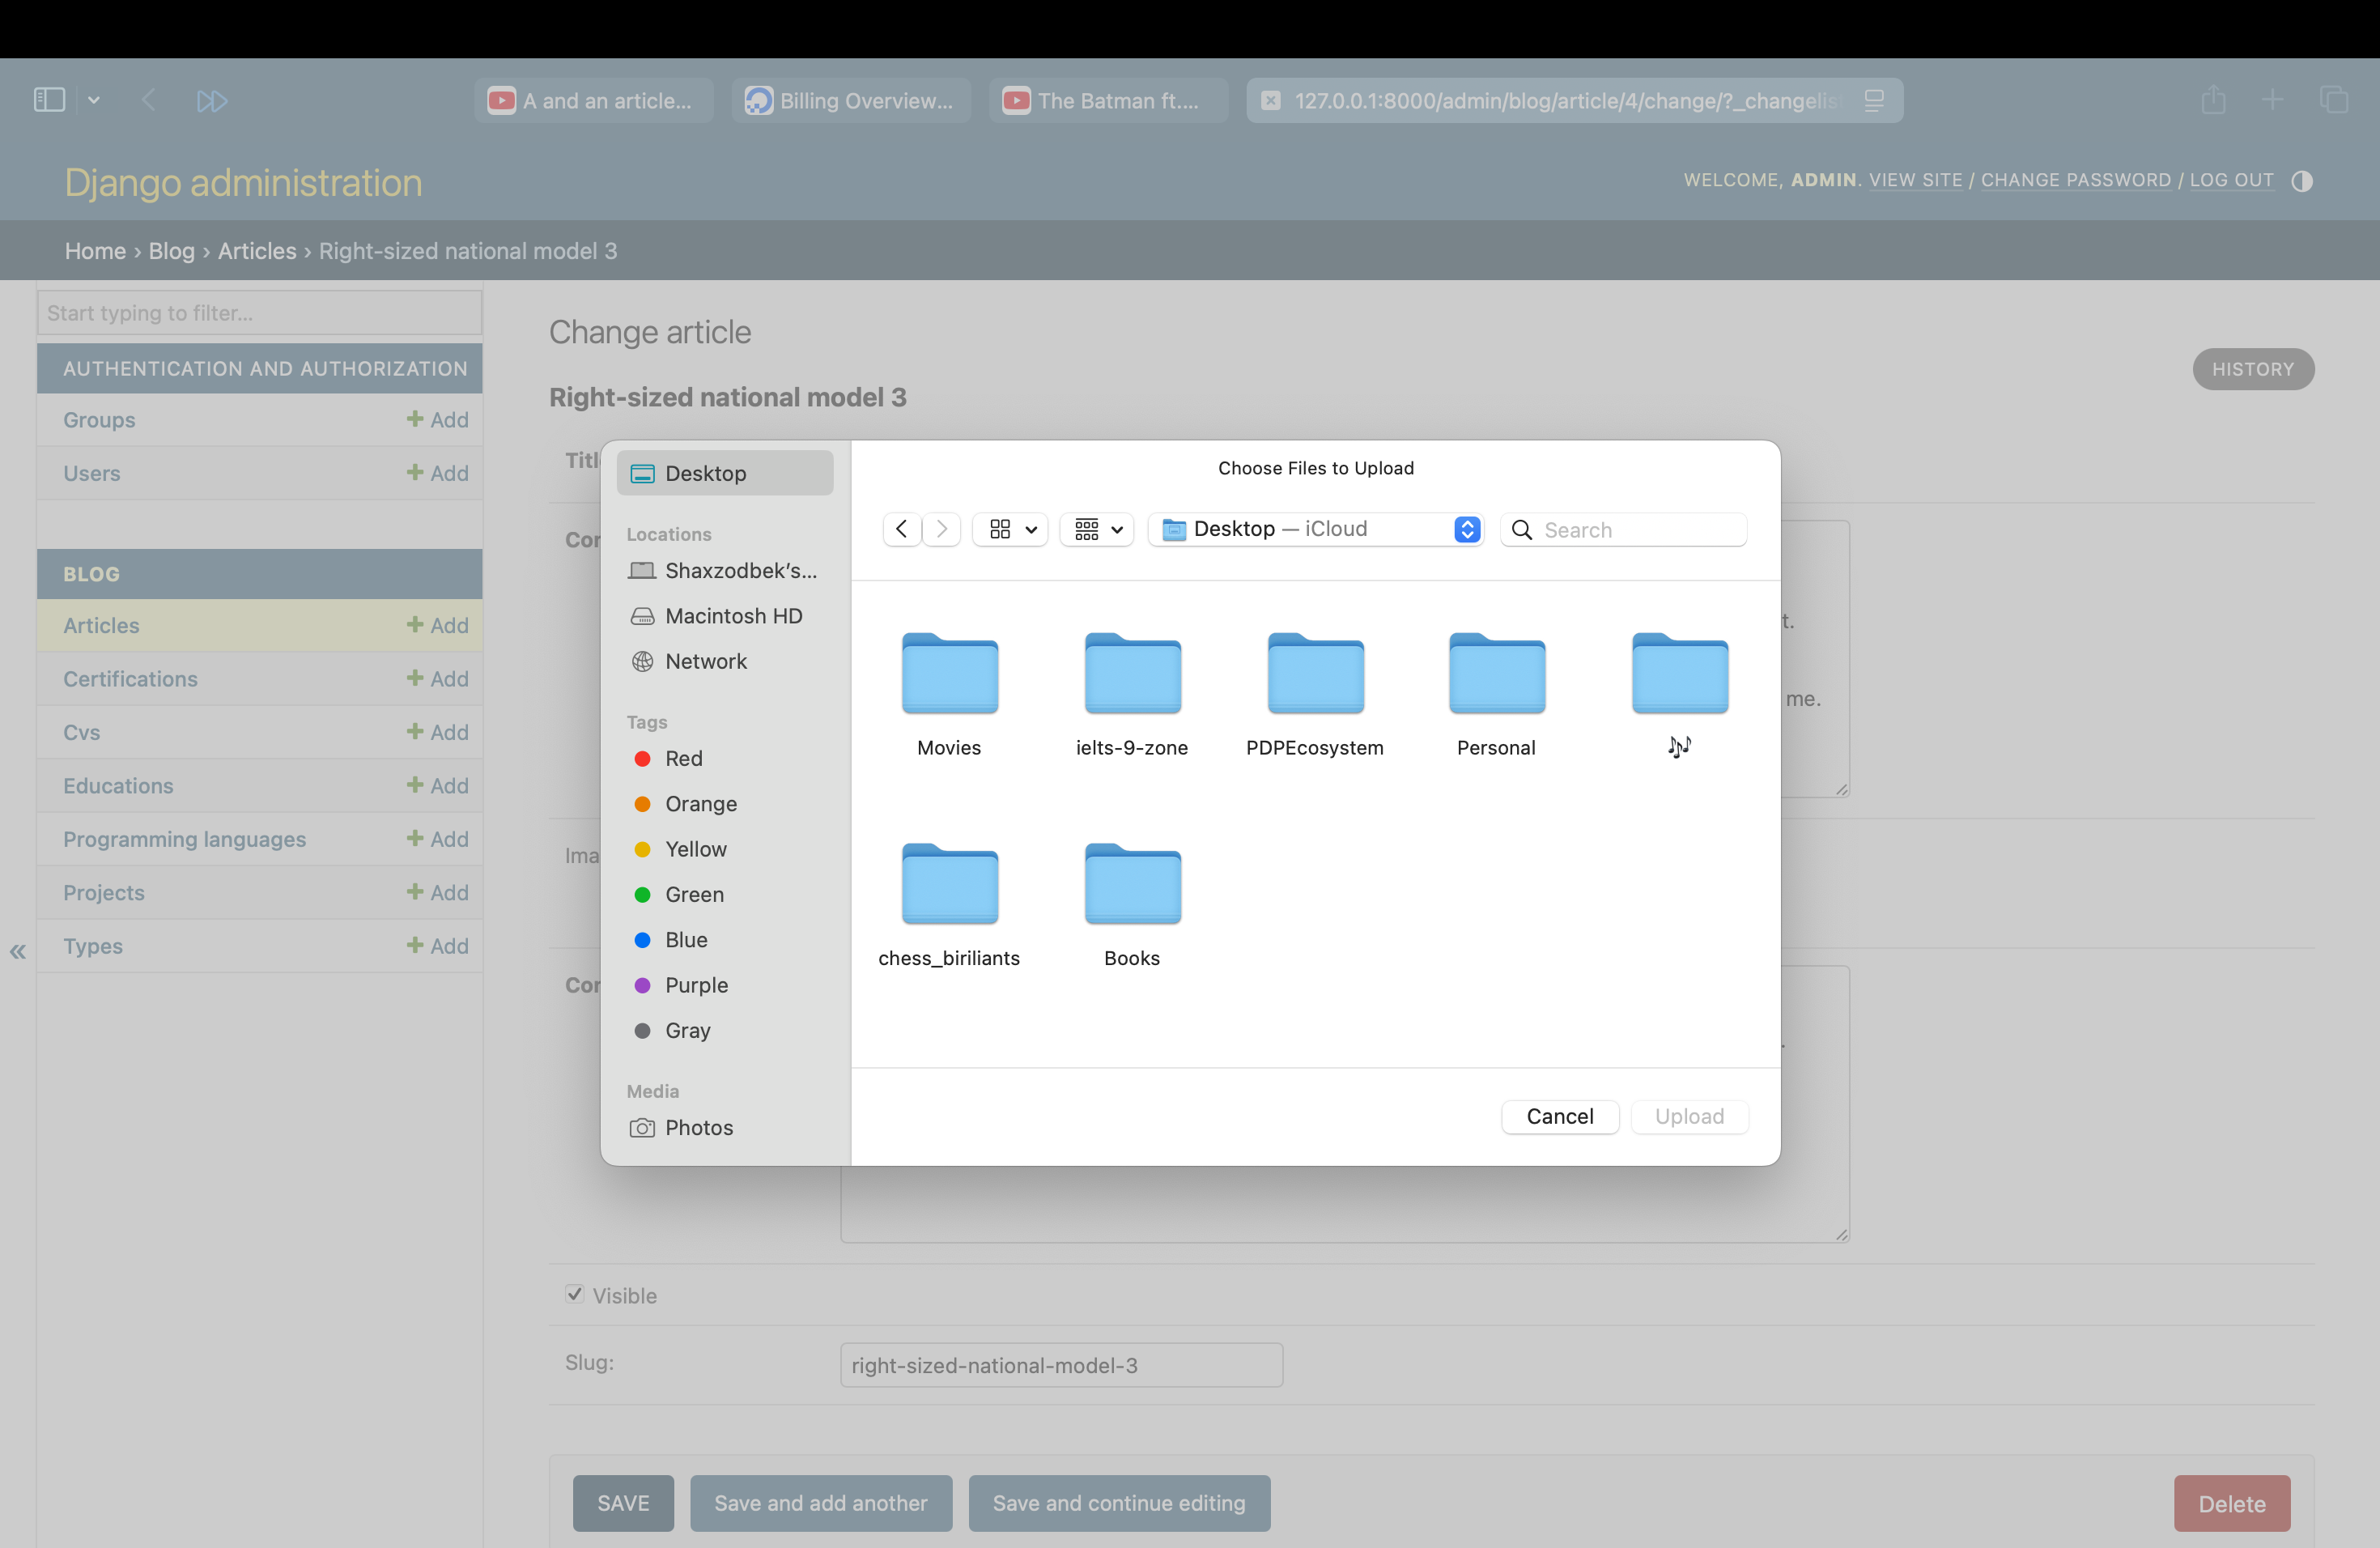 A and an article...
Billing Overview...
The Batman ft....
127.0.0.1:8000/admin/blog/article/4/change/?_changelis
Django administration
WELCOME, ADMIN. VIEW SITE / CHANGE PASSWORD / LOG OUT
Home › Blog › Articles › Right-sized national model 3
Start typing to filter...
AUTHENTICATION AND AUTHORIZATION
Groups + Add
Users + Add
BLOG
Articles + Add
Certifications + Add
Cvs + Add
Educations + Add
Programming languages + Add
Projects + Add
Types + Add
«
Change article
HISTORY
Right-sized national model 3
Desktop
Locations
Shaxzodbek's...
Macintosh HD
Network
Tags
Red
Orange
Yellow
Green
Blue
Purple
Gray
Media
Photos
Choose Files to Upload
Desktop — iCloud
Search
Movies
ielts-9-zone
PDPEcosystem
Personal
chess_biriliants
Books
Cancel
Upload
t.
me.
Visible
Slug:
right-sized-national-model-3
SAVE
Save and add another
Save and continue editing
Delete